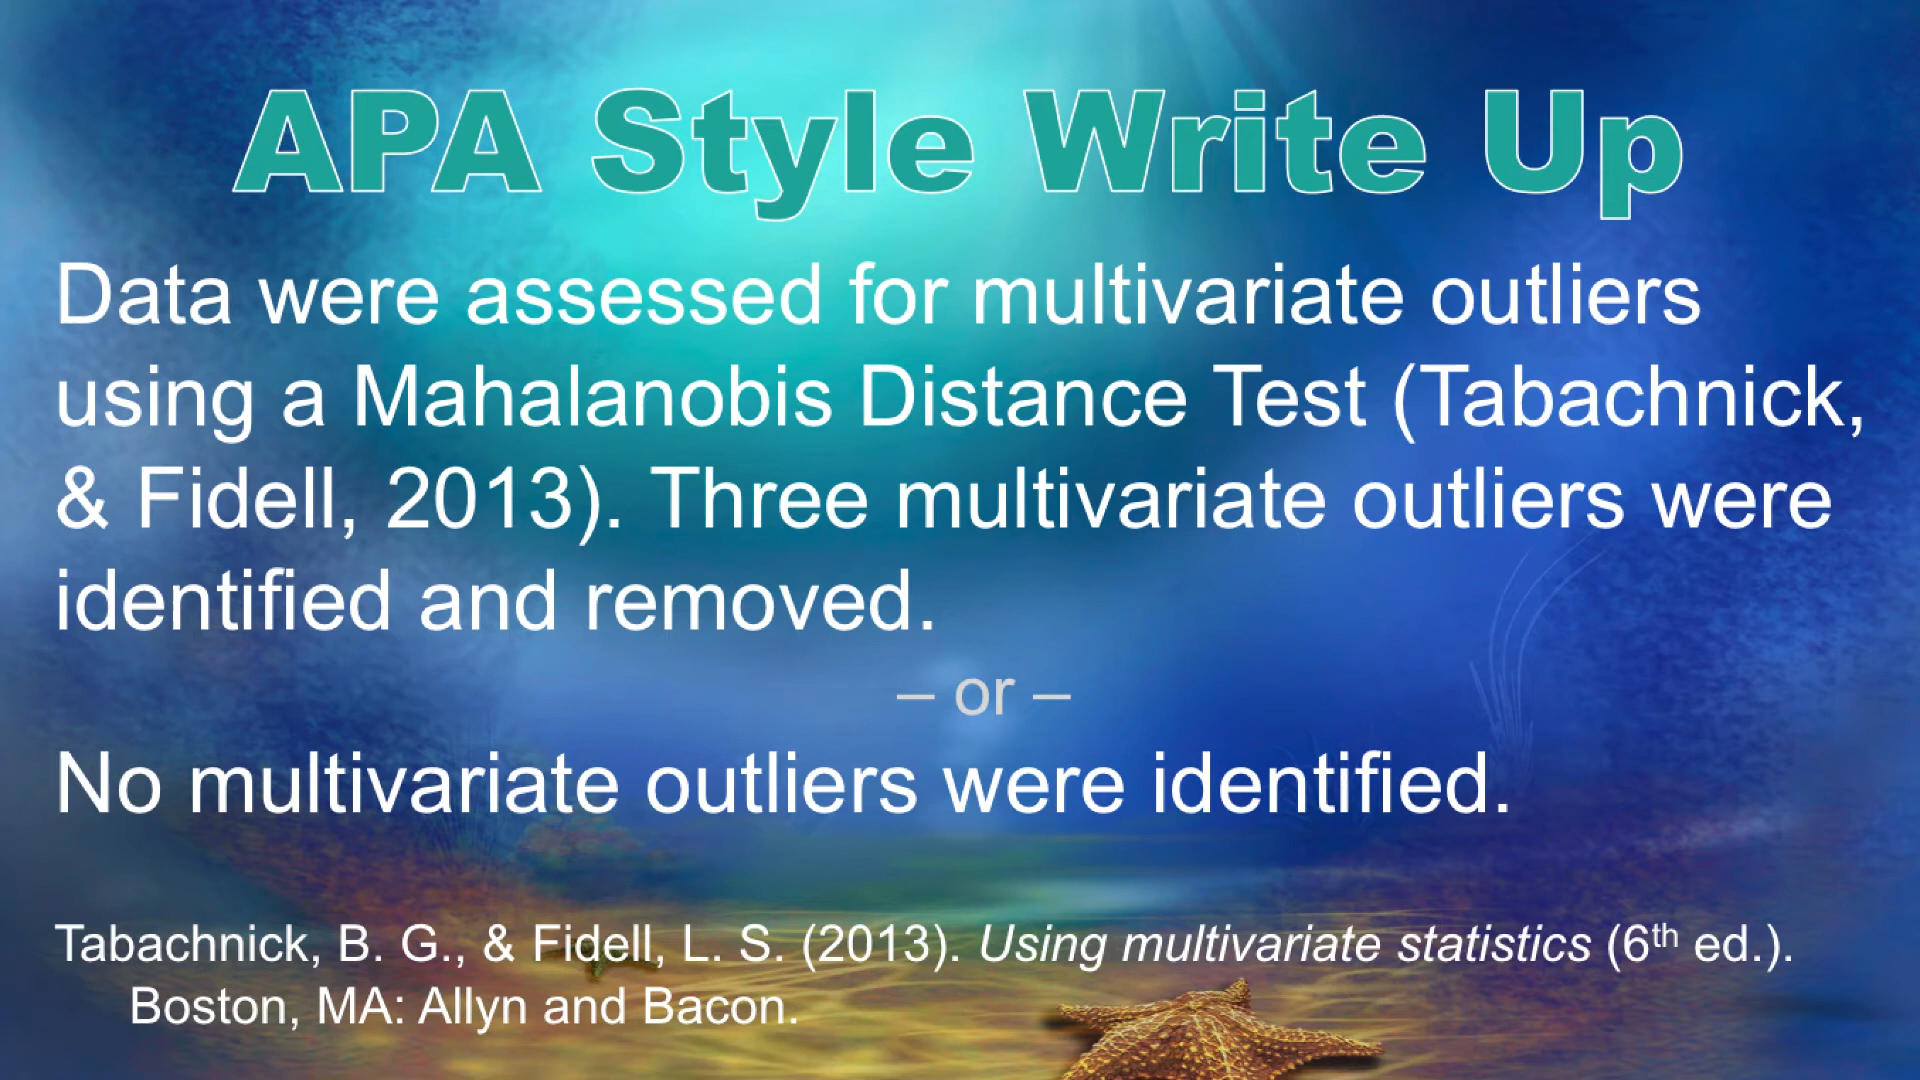 APA Style Write Up
Data were assessed for multivariate outliers
using a Mahalanobis Distance Test (Tabachnick,
& Fidell, 2013). Three multivariate outliers were
identified and removed.
– or –
No multivariate outliers were identified.
Tabachnick, B. G., & Fidell, L. S. (2013). Using multivariate statistics (6th ed.).
Boston, MA: Allyn and Bacon.